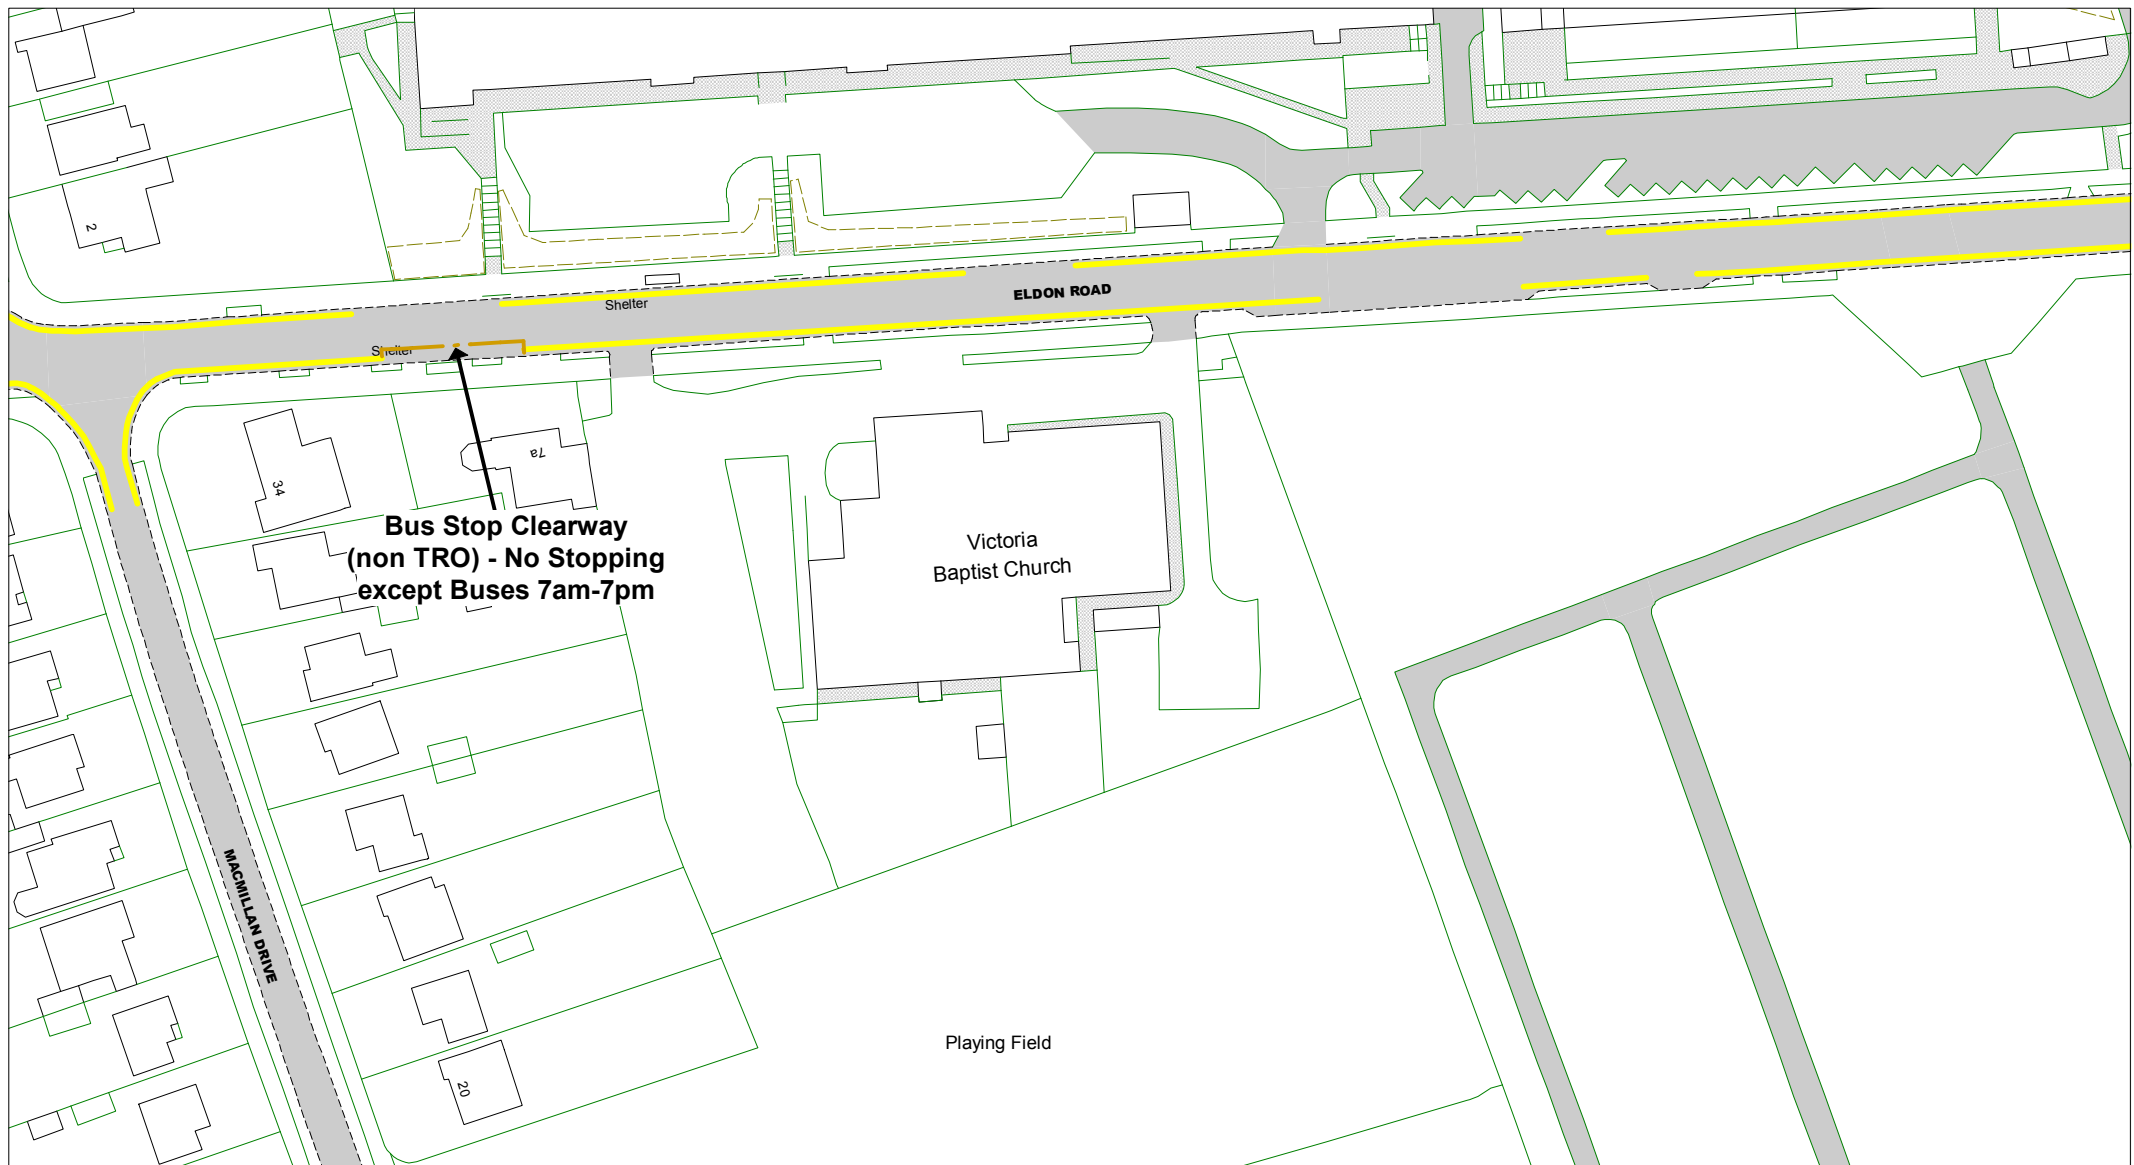 2
Shelter
ELDON ROAD
Shelter
34
7a
Bus Stop Clearway
(non TRO) - No Stopping
except Buses 7am-7pm
Victoria
Baptist Church
MACMILLAN DRIVE
Playing Field
20